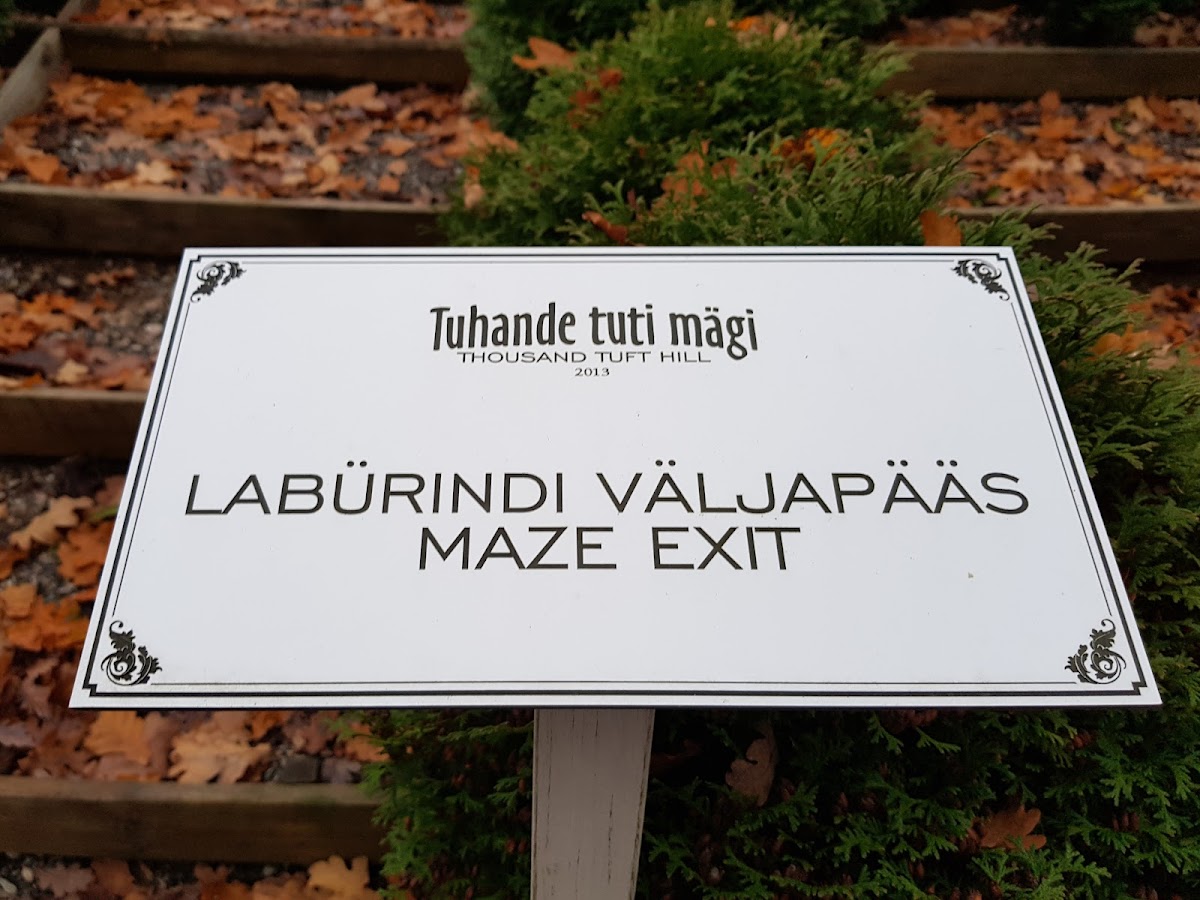 Tuhande tuti mägi
THOUSAND TUFT HILL
2013
LABÜRINDI VÄLJAPÄÄS
MAZE EXIT